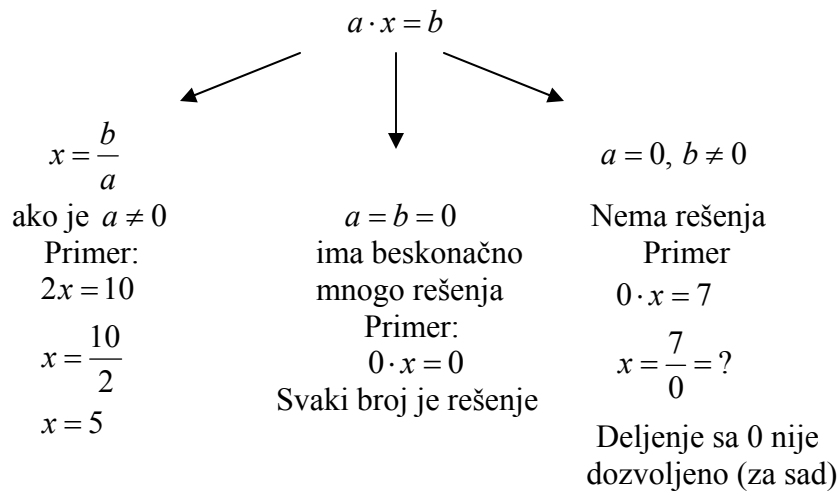 a · x = b
x = b/a
ako je a ≠ 0
Primer:
2x = 10
x = 10/2
x = 5
a = b = 0
ima beskonačno
mnogo rešenja
Primer:
0 · x = 0
Svaki broj je rešenje
a = 0, b ≠ 0
Nema rešenja
Primer
0 · x = 7
x = 7/0 = ?
Deljenje sa 0 nije
dozvoljeno (za sad)